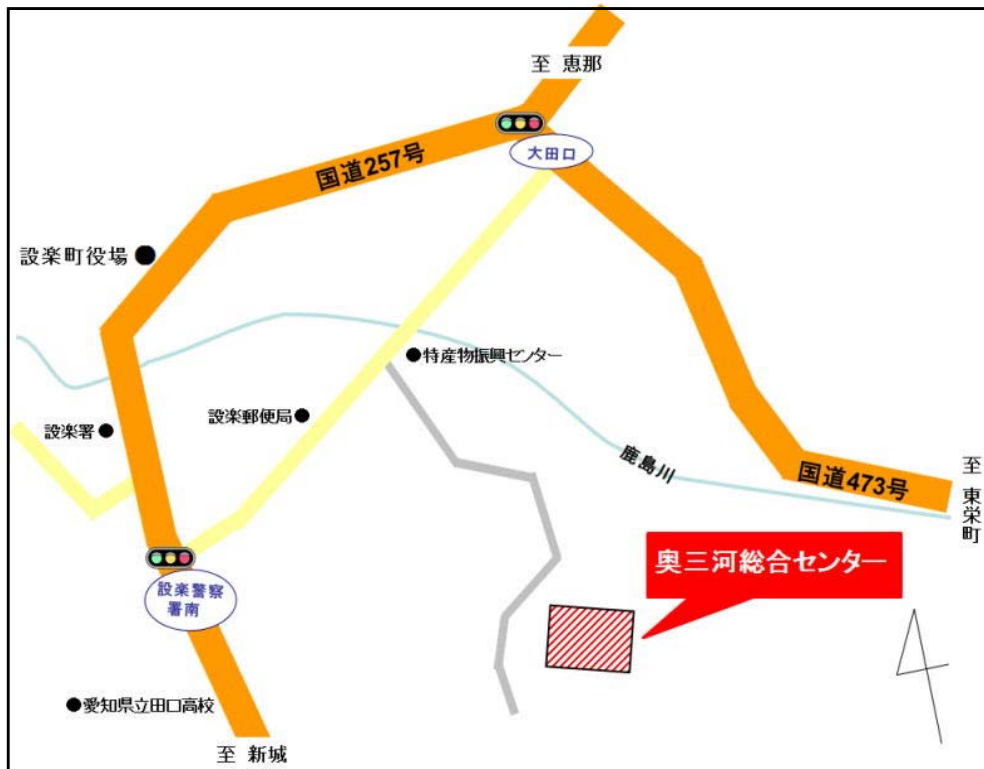 至 恵那
大田口
国道257号
設楽町役場
特産物振興センター
設楽郵便局
設楽署
鹿島川
国道473号
至 東栄町
奥三河総合センター
設楽警察
署南
愛知県立田口高校
至 新城